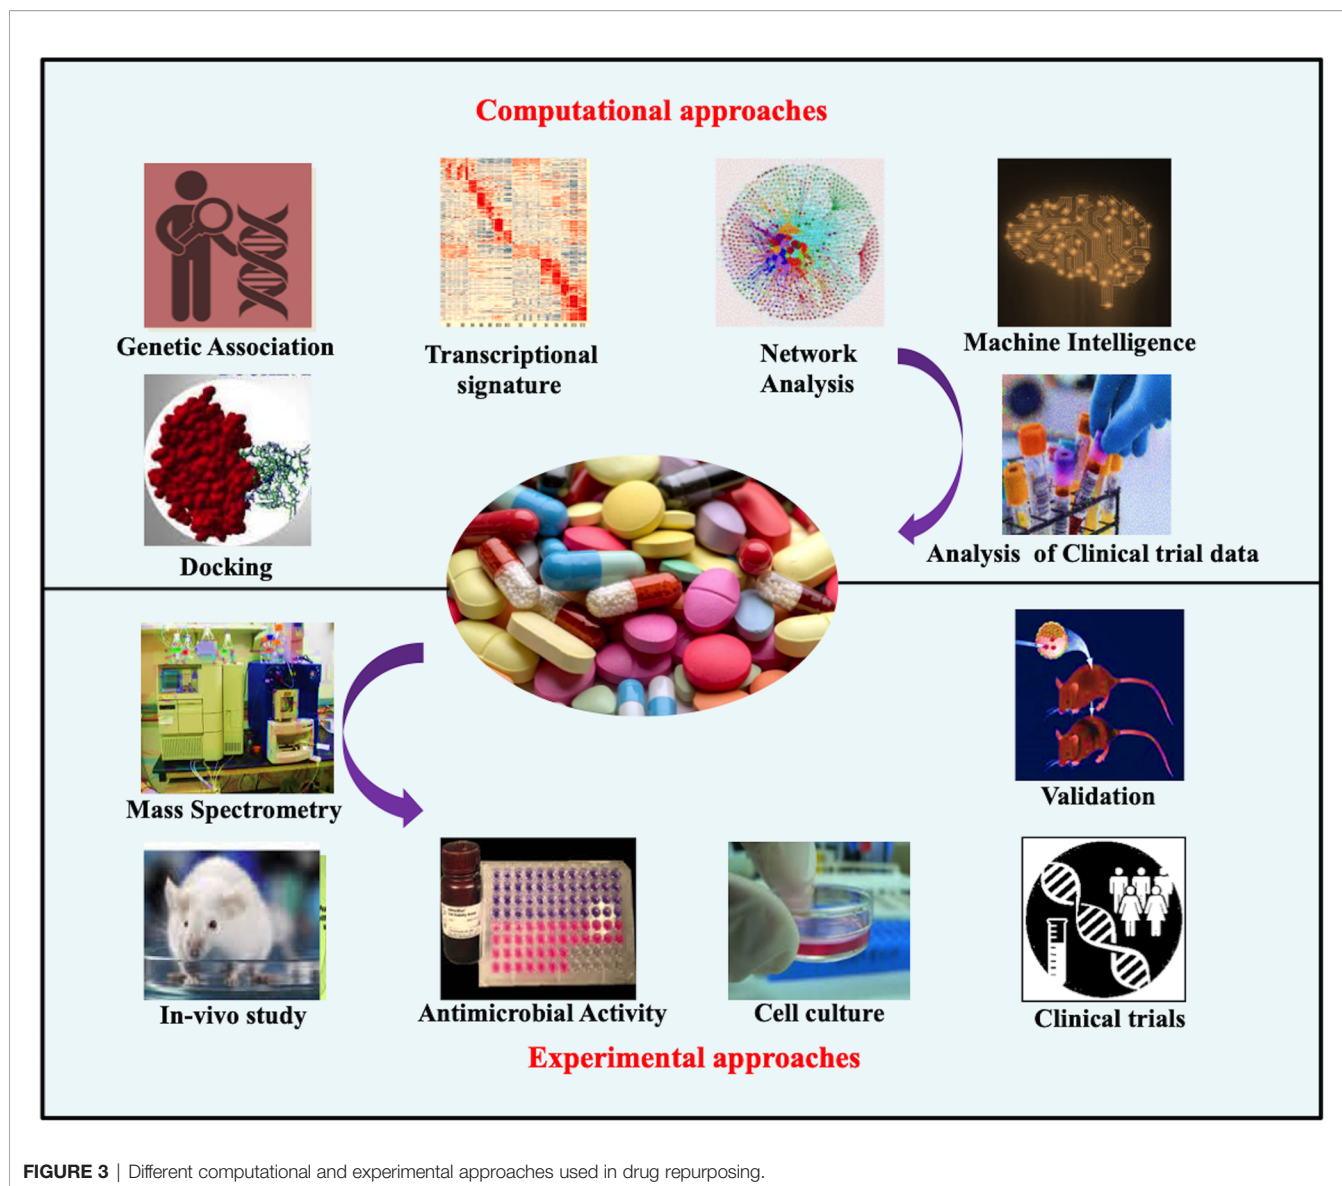 Computational approaches
Genetic Association
Transcriptional
signature
Network
Analysis
Machine Intelligence
Docking
Analysis of Clinical trial data
Mass Spectrometry
Validation
In-vivo study
Antimicrobial Activity
Cell culture
Clinical trials
Experimental approaches
FIGURE 3 | Different computational and experimental approaches used in drug repurposing.